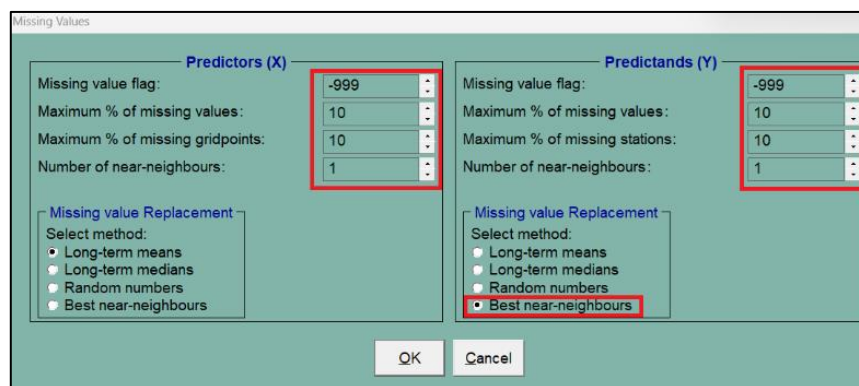 Missing Values
Predictors (X)
Missing value flag: -999
Maximum % of missing values: 10
Maximum % of missing gridpoints: 10
Number of near-neighbours: 1
Missing value Replacement
Select method:
Long-term means
Long-term medians
Random numbers
Best near-neighbours
Predictands (Y)
Missing value flag: -999
Maximum % of missing values: 10
Maximum % of missing stations: 10
Number of near-neighbours: 1
Missing value Replacement
Select method:
Long-term means
Long-term medians
Random numbers
Best near-neighbours
OK Cancel